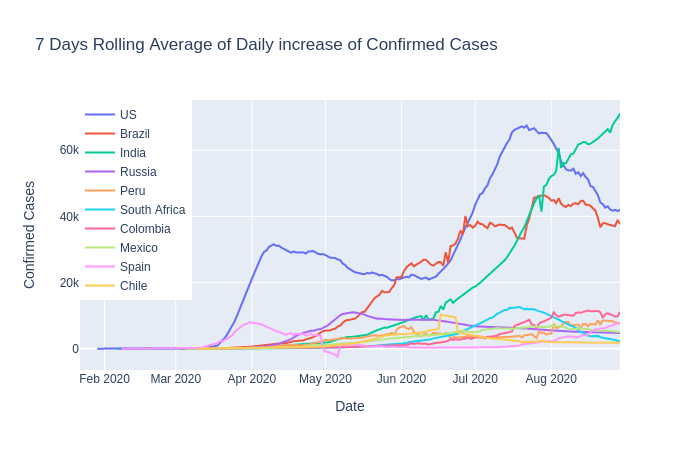 7 Days Rolling Average of Daily increase of Confirmed Cases
US
Brazil
India
Russia
Peru
South Africa
Colombia
Mexico
Spain
Chile
60k
40k
20k
0
Confirmed Cases
Feb 2020 Mar 2020 Apr 2020 May 2020 Jun 2020 Jul 2020 Aug 2020
Date